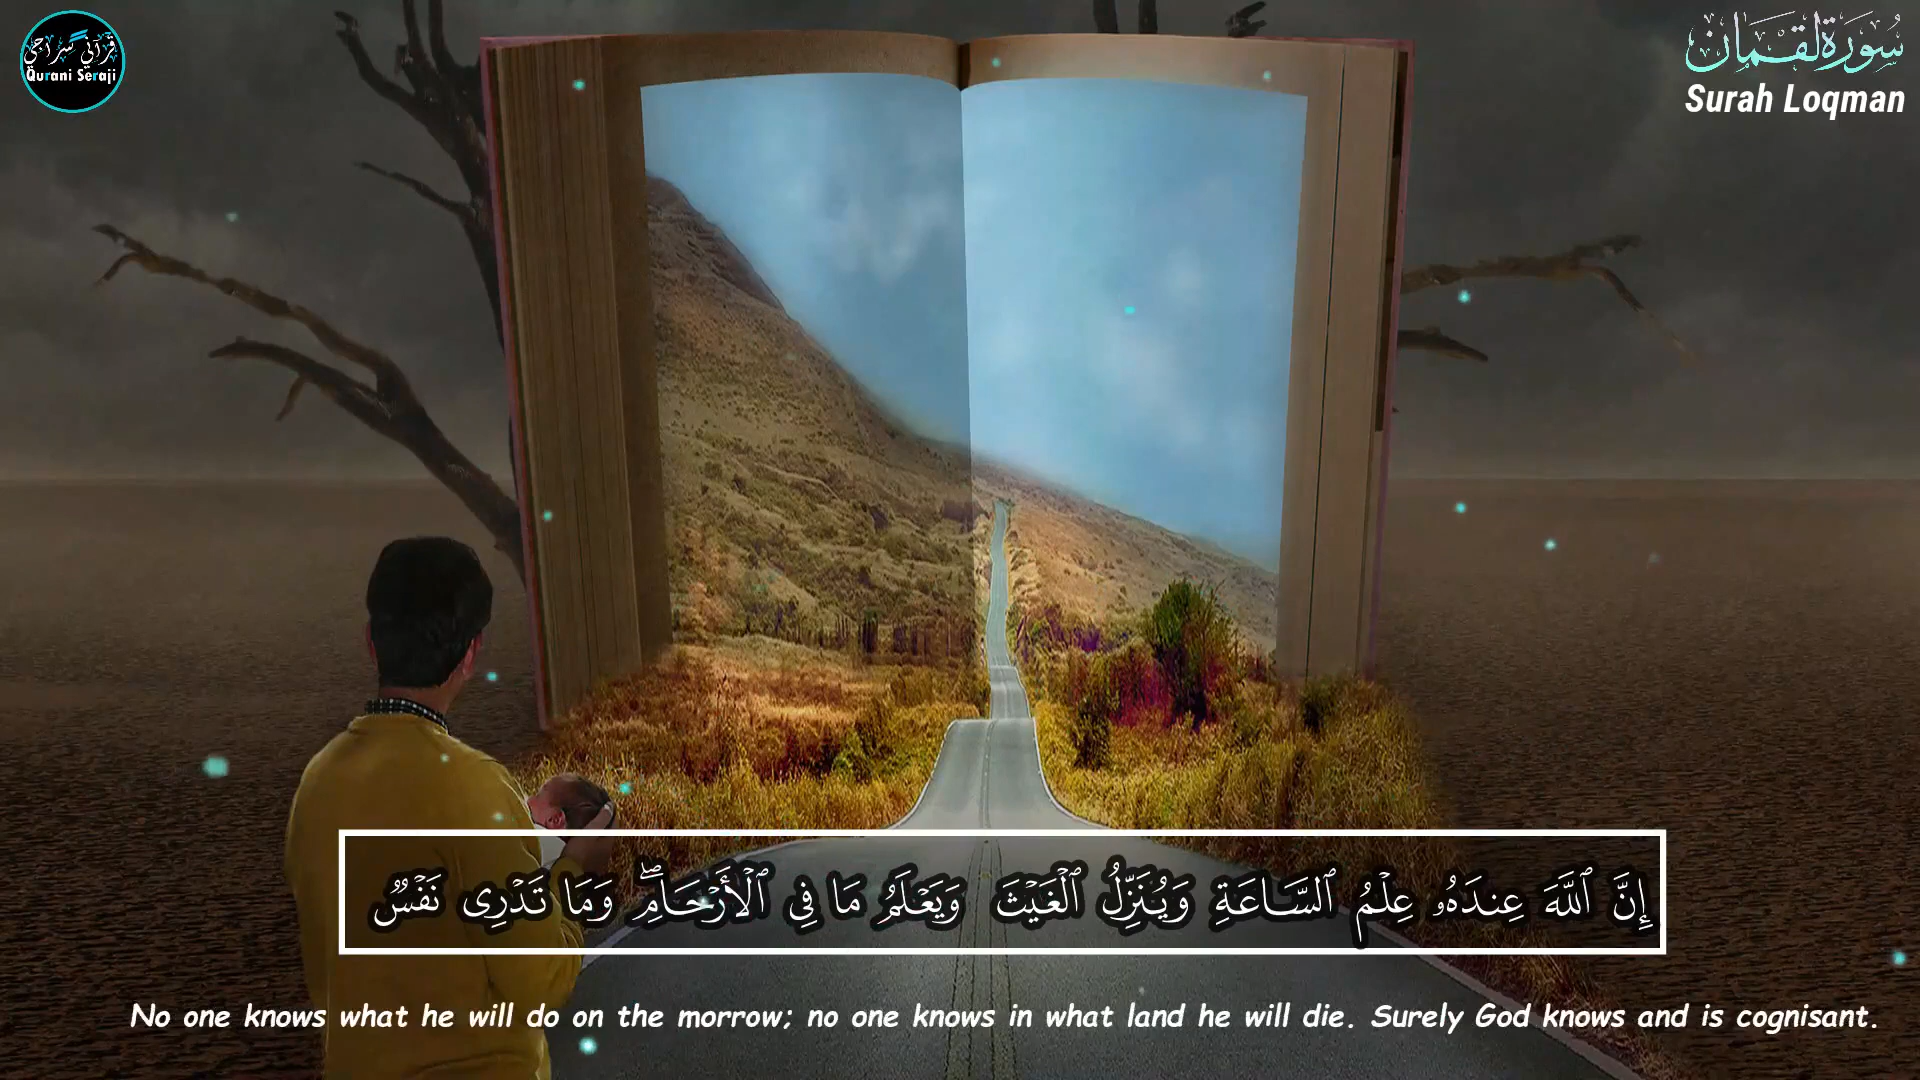 قرآني سراجي
Qurani Seraji
سورة لقمان
Surah Loqman
إِنَّ ٱللَّهَ عِندَهُۥ عِلْمُ ٱلسَّاعَةِ وَيُنَزِّلُ ٱلْغَيْثَ وَيَعْلَمُ مَا فِى ٱلْأَرْحَامِ ۖ وَمَا تَدْرِى نَفْسٌ
No one knows what he will do on the morrow; no one knows in what land he will die. Surely God knows and is cognisant.